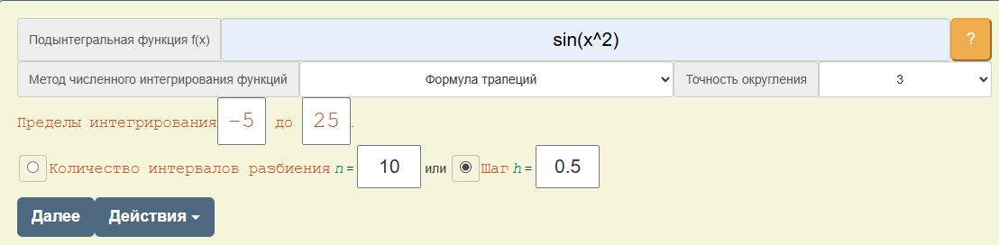 Подынтегральная функция f(x) sin(x^2) ?
Метод численного интегрирования функций Формула трапеций Точность округления 3
Пределы интегрирования -5 до 25.
Количество интервалов разбиения n = 10 или Шаг h = 0.5
Далее Действия